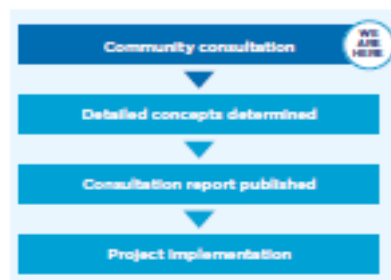 Community consultation
WE
ARE
HERE
Detailed concepts determined
Consultation report published
Project implementation